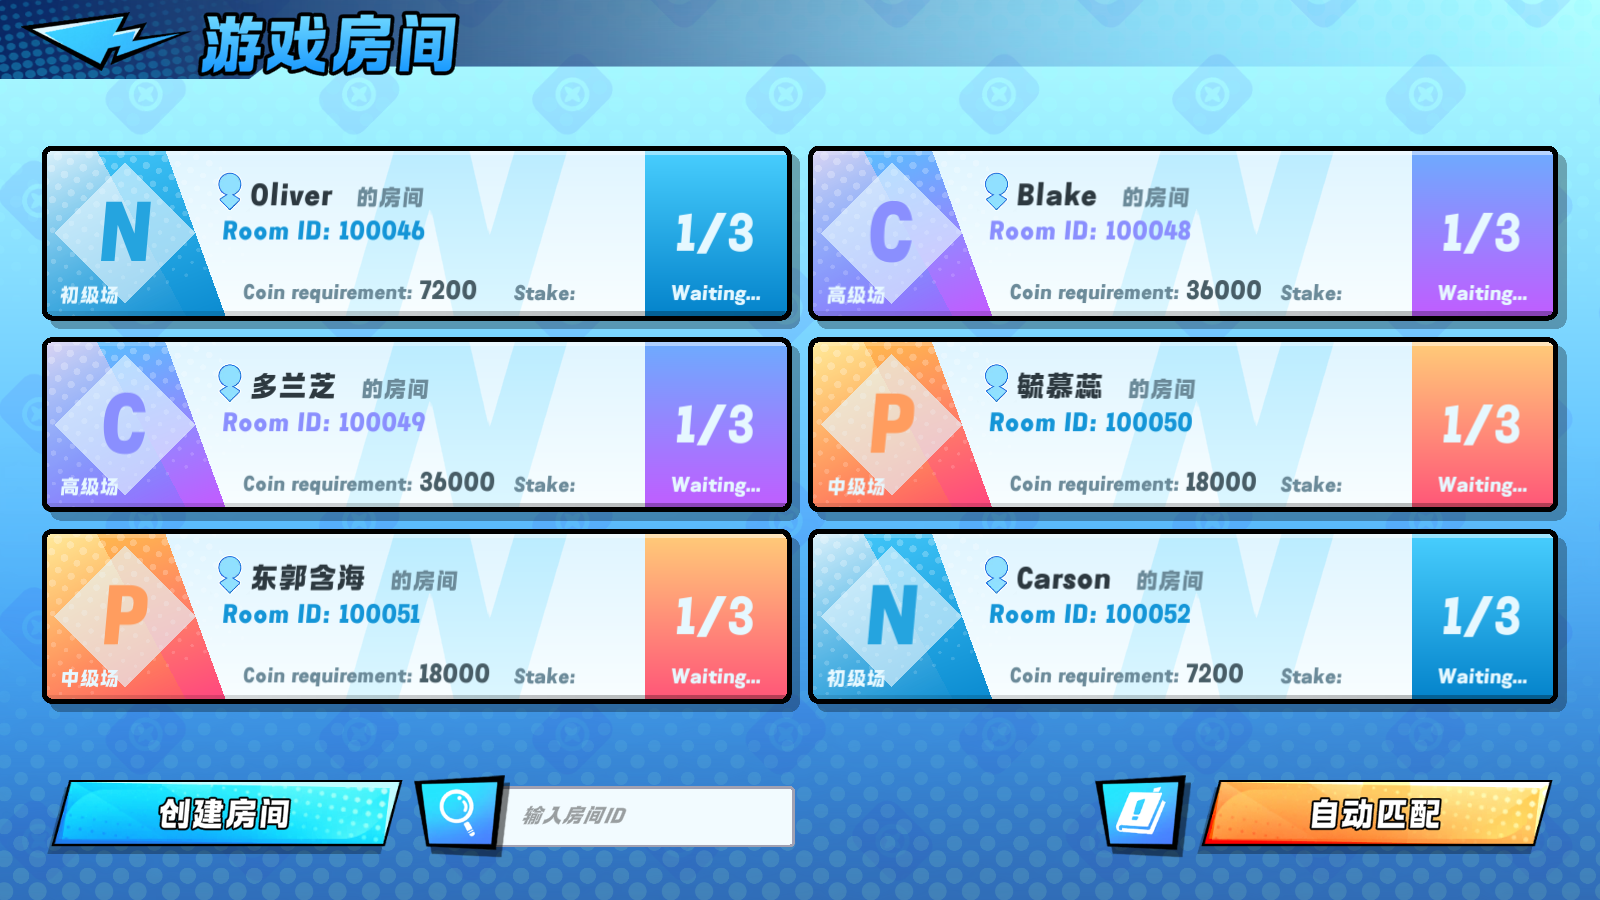 游戏房间
N
初级场
Oliver 的房间
Room ID: 100046
Coin requirement: 7200 Stake:
1/3
Waiting...
C
高级场
Blake 的房间
Room ID: 100048
Coin requirement: 36000 Stake:
1/3
Waiting...
C
高级场
多兰芝 的房间
Room ID: 100049
Coin requirement: 36000 Stake:
1/3
Waiting...
P
中级场
毓慕蕊 的房间
Room ID: 100050
Coin requirement: 18000 Stake:
1/3
Waiting...
P
中级场
东郭含海 的房间
Room ID: 100051
Coin requirement: 18000 Stake:
1/3
Waiting...
N
初级场
Carson 的房间
Room ID: 100052
Coin requirement: 7200 Stake:
1/3
Waiting...
创建房间
输入房间ID
自动匹配